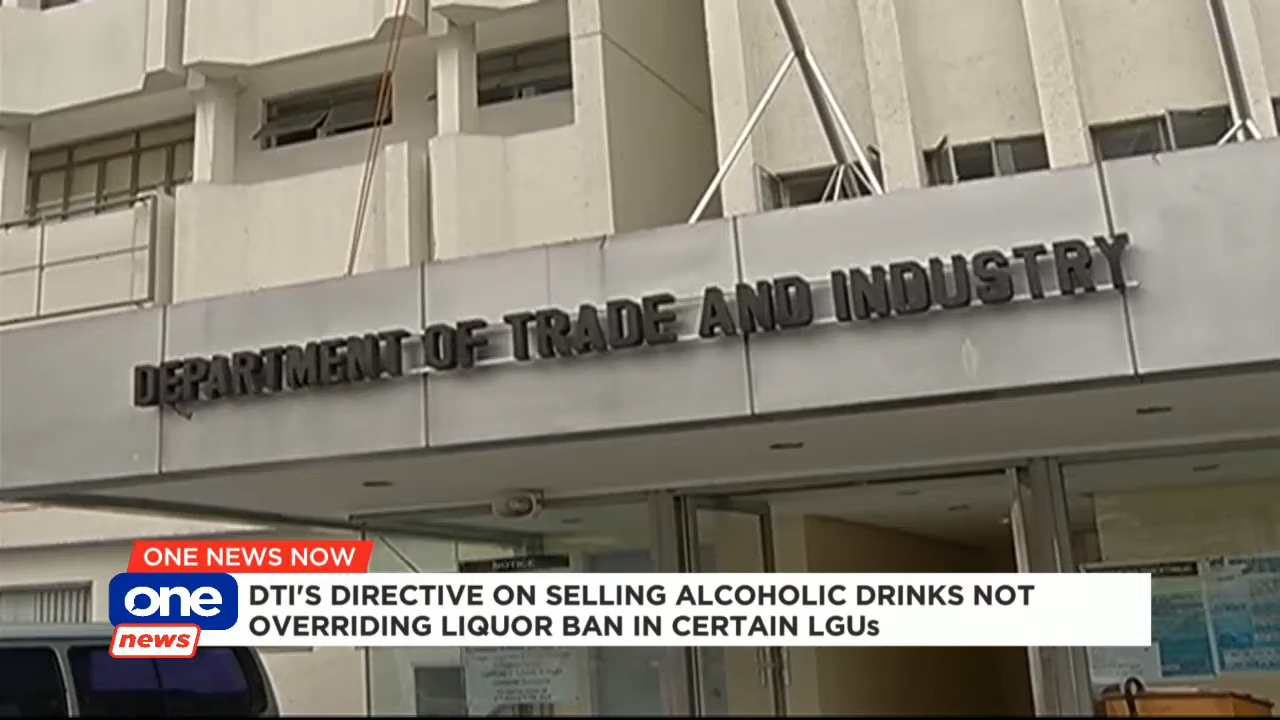 DEPARTMENT OF TRADE AND INDUSTRY
NOTICE
ONE NEWS NOW
one
news
DTI'S DIRECTIVE ON SELLING ALCOHOLIC DRINKS NOT
OVERRIDING LIQUOR BAN IN CERTAIN LGUs